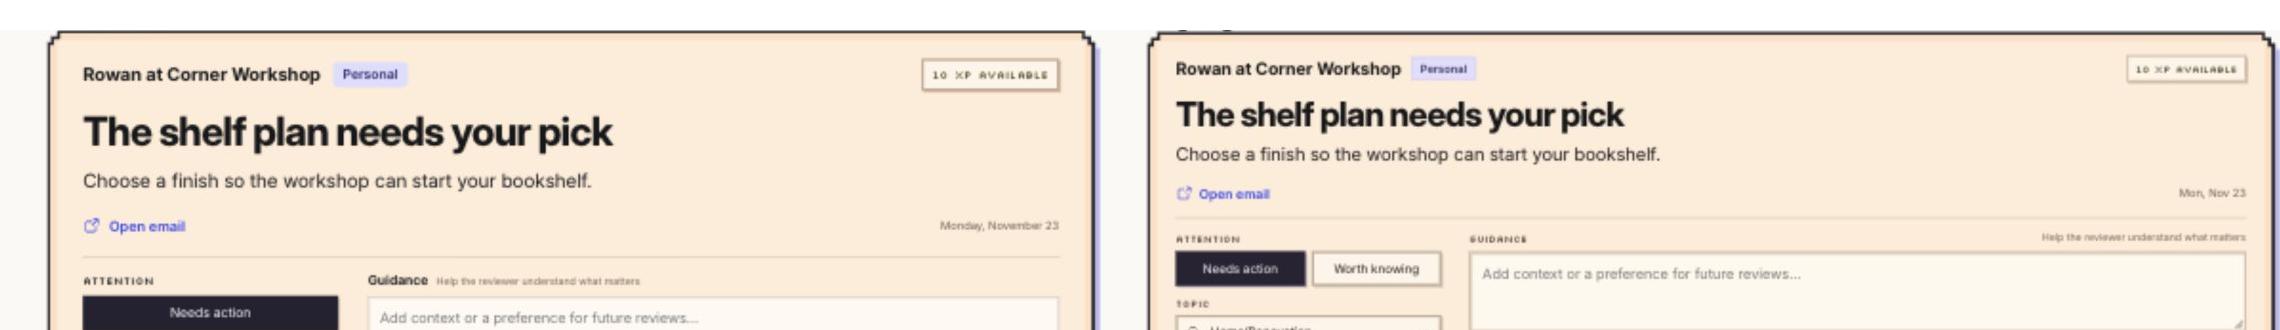 Rowan at Corner Workshop Personal 10 XP AVAILABLE
The shelf plan needs your pick
Choose a finish so the workshop can start your bookshelf.
Open email Monday, November 23
ATTENTION Guidance Help the reviewer understand what matters
Needs action Add context or a preference for future reviews...
Rowan at Corner Workshop Personal 10 XP AVAILABLE
The shelf plan needs your pick
Choose a finish so the workshop can start your bookshelf.
Open email Mon, Nov 23
ATTENTION GUIDANCE Help the reviewer understand what matters
Needs action Worth knowing Add context or a preference for future reviews...
TOPIC